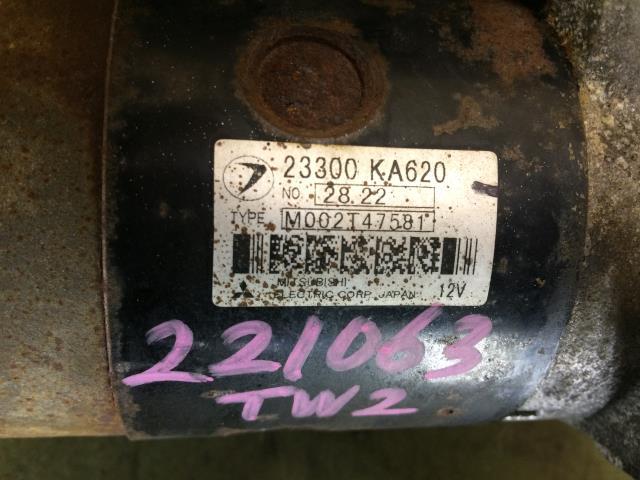 23300 KA620
NO 28.22
TYPE M002T47581
MITSUBISHI
ELECTRIC CORP. JAPAN 12V
221063
TW2